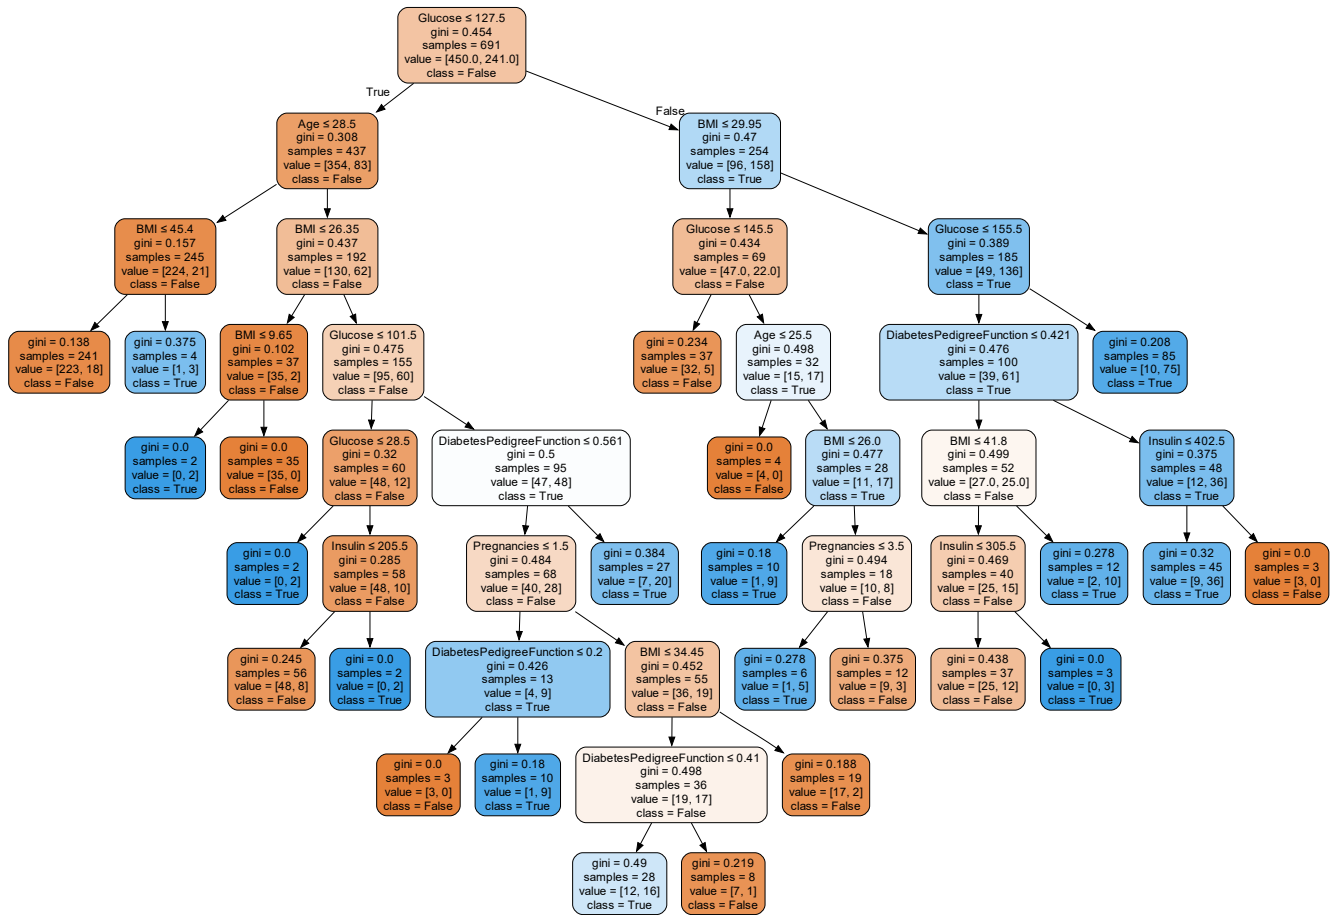 Glucose ≤ 127.5
gini = 0.454
samples = 691
value = [450.0, 241.0]
class = False
True
False
Age ≤ 28.5
gini = 0.308
samples = 437
value = [354, 83]
class = False
BMI ≤ 29.95
gini = 0.47
samples = 254
value = [96, 158]
class = True
BMI ≤ 45.4
gini = 0.157
samples = 245
value = [224, 21]
class = False
BMI ≤ 26.35
gini = 0.437
samples = 192
value = [130, 62]
class = False
Glucose ≤ 145.5
gini = 0.434
samples = 69
value = [47.0, 22.0]
class = False
Glucose ≤ 155.5
gini = 0.389
samples = 185
value = [49, 136]
class = True
gini = 0.138
samples = 241
value = [223, 18]
class = False
gini = 0.375
samples = 4
value = [1, 3]
class = True
BMI ≤ 9.65
gini = 0.102
samples = 37
value = [35, 2]
class = False
Glucose ≤ 101.5
gini = 0.475
samples = 155
value = [95, 60]
class = False
gini = 0.234
samples = 37
value = [32, 5]
class = False
Age ≤ 25.5
gini = 0.498
samples = 32
value = [15, 17]
class = True
DiabetesPedigreeFunction ≤ 0.421
gini = 0.476
samples = 100
value = [39, 61]
class = True
gini = 0.208
samples = 85
value = [10, 75]
class = True
gini = 0.0
samples = 2
value = [0, 2]
class = True
gini = 0.0
samples = 35
value = [35, 0]
class = False
Glucose ≤ 28.5
gini = 0.32
samples = 60
value = [48, 12]
class = False
DiabetesPedigreeFunction ≤ 0.561
gini = 0.5
samples = 95
value = [47, 48]
class = True
gini = 0.0
samples = 4
value = [4, 0]
class = False
BMI ≤ 26.0
gini = 0.477
samples = 28
value = [11, 17]
class = True
BMI ≤ 41.8
gini = 0.499
samples = 52
value = [27.0, 25.0]
class = False
Insulin ≤ 402.5
gini = 0.375
samples = 48
value = [12, 36]
class = True
gini = 0.0
samples = 2
value = [0, 2]
class = True
Insulin ≤ 205.5
gini = 0.285
samples = 58
value = [48, 10]
class = False
Pregnancies ≤ 1.5
gini = 0.484
samples = 68
value = [40, 28]
class = False
gini = 0.384
samples = 27
value = [7, 20]
class = True
gini = 0.18
samples = 10
value = [1, 9]
class = True
Pregnancies ≤ 3.5
gini = 0.494
samples = 18
value = [10, 8]
class = False
Insulin ≤ 305.5
gini = 0.469
samples = 40
value = [25, 15]
class = False
gini = 0.278
samples = 12
value = [2, 10]
class = True
gini = 0.32
samples = 45
value = [9, 36]
class = True
gini = 0.0
samples = 3
value = [3, 0]
class = False
gini = 0.245
samples = 56
value = [48, 8]
class = False
gini = 0.0
samples = 2
value = [0, 2]
class = True
DiabetesPedigreeFunction ≤ 0.2
gini = 0.426
samples = 13
value = [4, 9]
class = True
BMI ≤ 34.45
gini = 0.452
samples = 55
value = [36, 19]
class = False
gini = 0.278
samples = 6
value = [1, 5]
class = True
gini = 0.375
samples = 12
value = [9, 3]
class = False
gini = 0.438
samples = 37
value = [25, 12]
class = False
gini = 0.0
samples = 3
value = [0, 3]
class = True
gini = 0.0
samples = 3
value = [3, 0]
class = False
gini = 0.18
samples = 10
value = [1, 9]
class = True
DiabetesPedigreeFunction ≤ 0.41
gini = 0.498
samples = 36
value = [19, 17]
class = False
gini = 0.188
samples = 19
value = [17, 2]
class = False
gini = 0.49
samples = 28
value = [12, 16]
class = True
gini = 0.219
samples = 8
value = [7, 1]
class = False